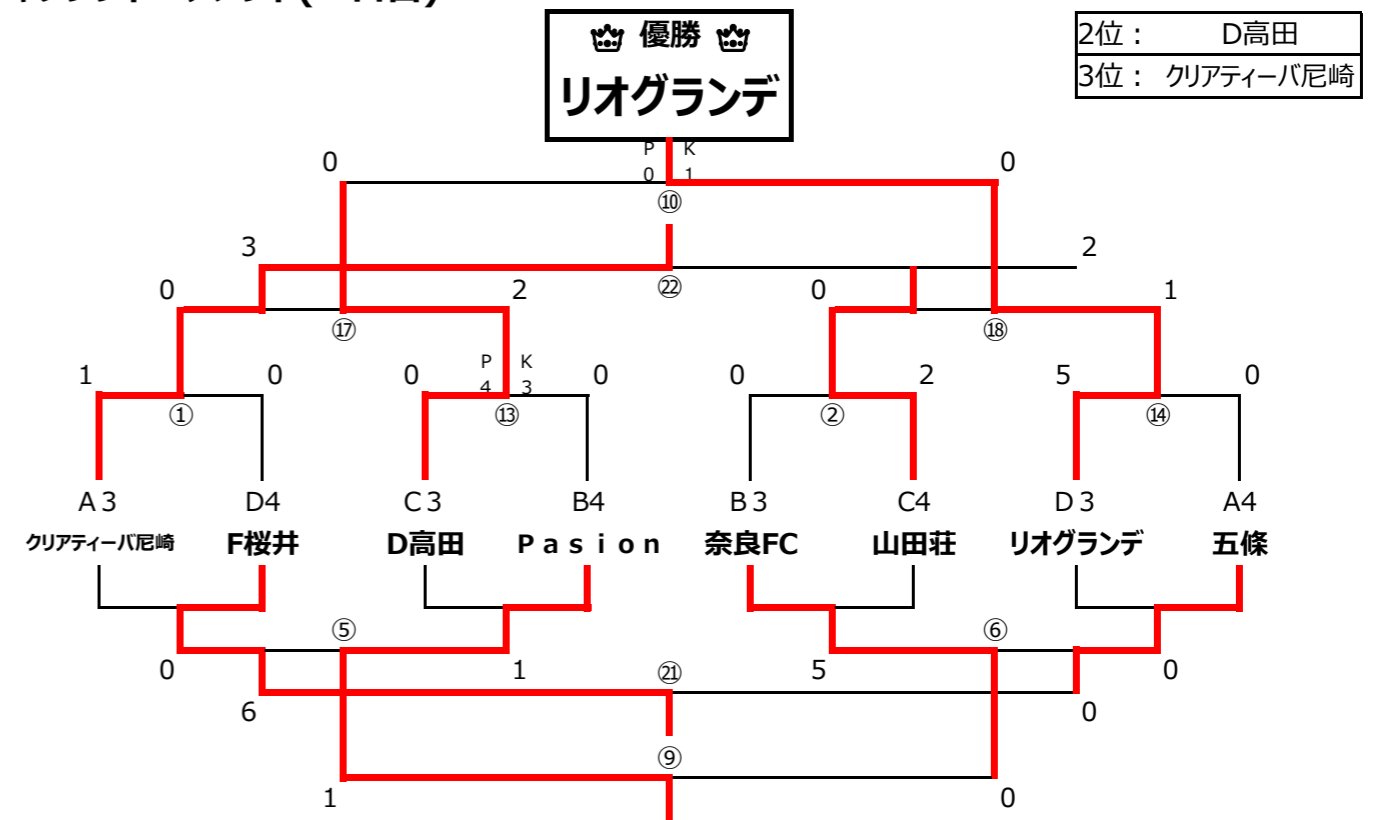 優勝
リオグランデ
2位： D高田
3位： クリアティーバ尼崎
P K
0 0 1 0
⑩
3 2
0 2 ㉒ 0 1
⑰ ⑱
P K
1 0 0 4 3 0 0 2 5 0
① ⑬ ② ⑭
A3 D4 C3 B4 B3 C4 D3 A4
クリアティーバ尼崎 F桜井 D高田 Pasion 奈良FC 山田荘 リオグランデ 五條
⑤ ⑥
0 1 ㉑ 5 0
6 0
⑨
1 0